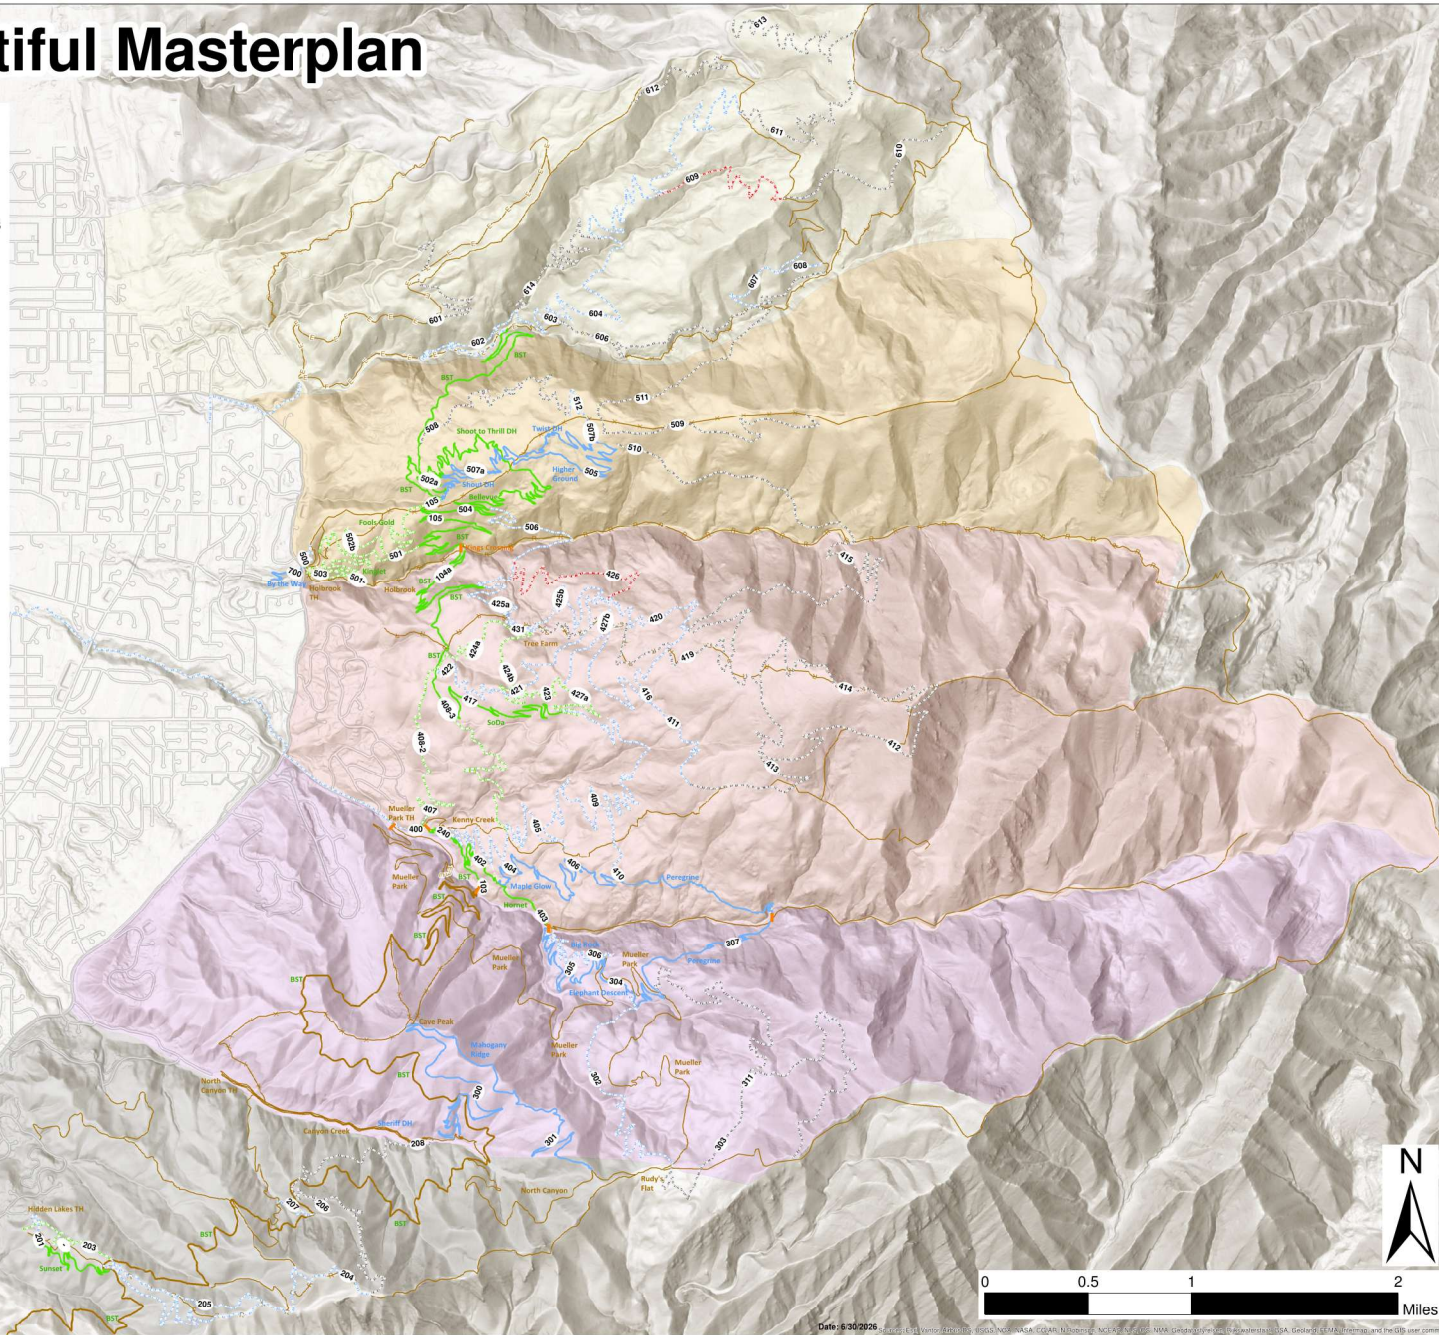 tiful Masterplan
613
612
611
610
609
608
607
614
601
603
604
602
606
BST
BST
511
512
508
509
Shoot to Thrill DH
Twist DH
507b
510
507a
Higher
Ground
505
502a
Shout DH
BST
105
Bellevue
504
105
Fools Gold
506
502b
BST
501
Kings Crossing
415
500
700
503
501-
Kinglet
104a
426
By the Way
Holbrook
TH
Holbrook
BST
BST
425a
425b
427b
420
431
Tree Farm
424a
BST
419
422
424b
421
423
427a
414
417
416
408-3
SoDa
411
408-2
412
413
409
Mueller
Park TH
407
Kenny Creek
400
240
405
402
404
406
410
Mueller
Park
BST
103
Maple Glow
Peregrine
BST
Hornet
403
BST
307
306
Mueller
Park
Mueller
Park
305
Peregrine
304
BST
Elephant Descent
Cave Peak
Mahogany
Ridge
Mueller
Park
Mueller
Park
BST
302
311
North
Canyon TH
300
Sheriff DH
Canyon Creek
208
301
303
Rudy's
Flat
North Canyon
N
207
206
Hidden Lakes TH
BST
BST
201
203
Sunset
204
205
BST
0 0.5 1 2
Miles
Date: 6/30/2026